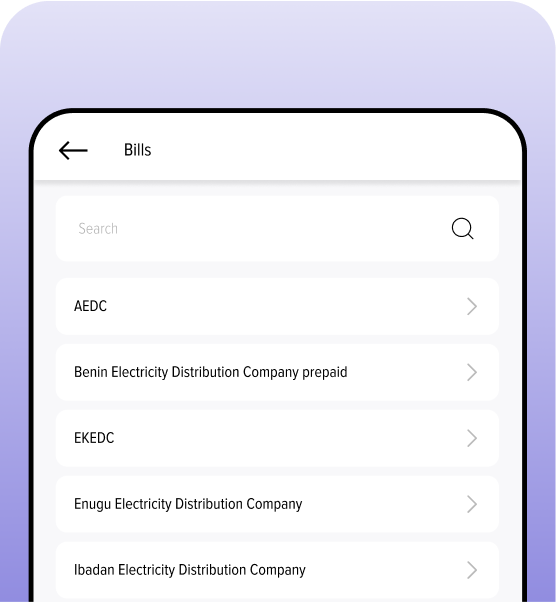 Bills
Search
AEDC
Benin Electricity Distribution Company prepaid
EKEDC
Enugu Electricity Distribution Company
Ibadan Electricity Distribution Company